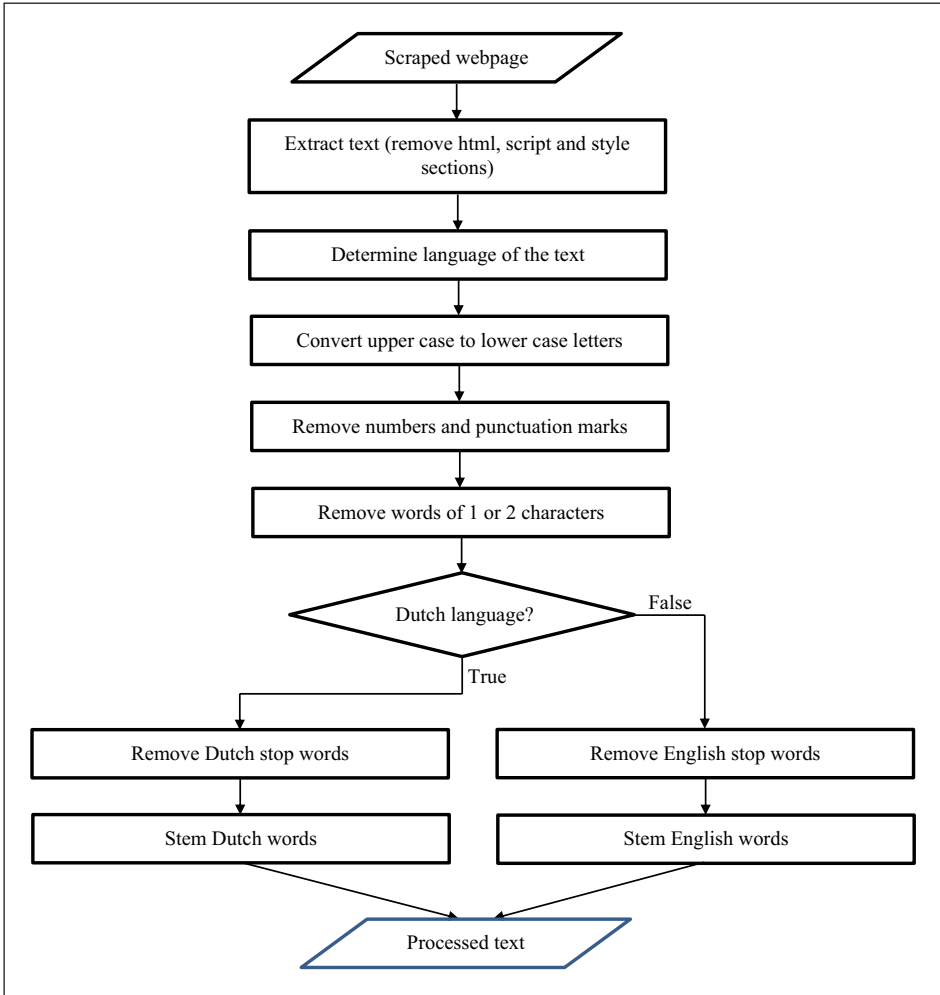 Scraped webpage
Extract text (remove html, script and style
sections)
Determine language of the text
Convert upper case to lower case letters
Remove numbers and punctuation marks
Remove words of 1 or 2 characters
Dutch language?
False
True
Remove Dutch stop words
Remove English stop words
Stem Dutch words
Stem English words
Processed text